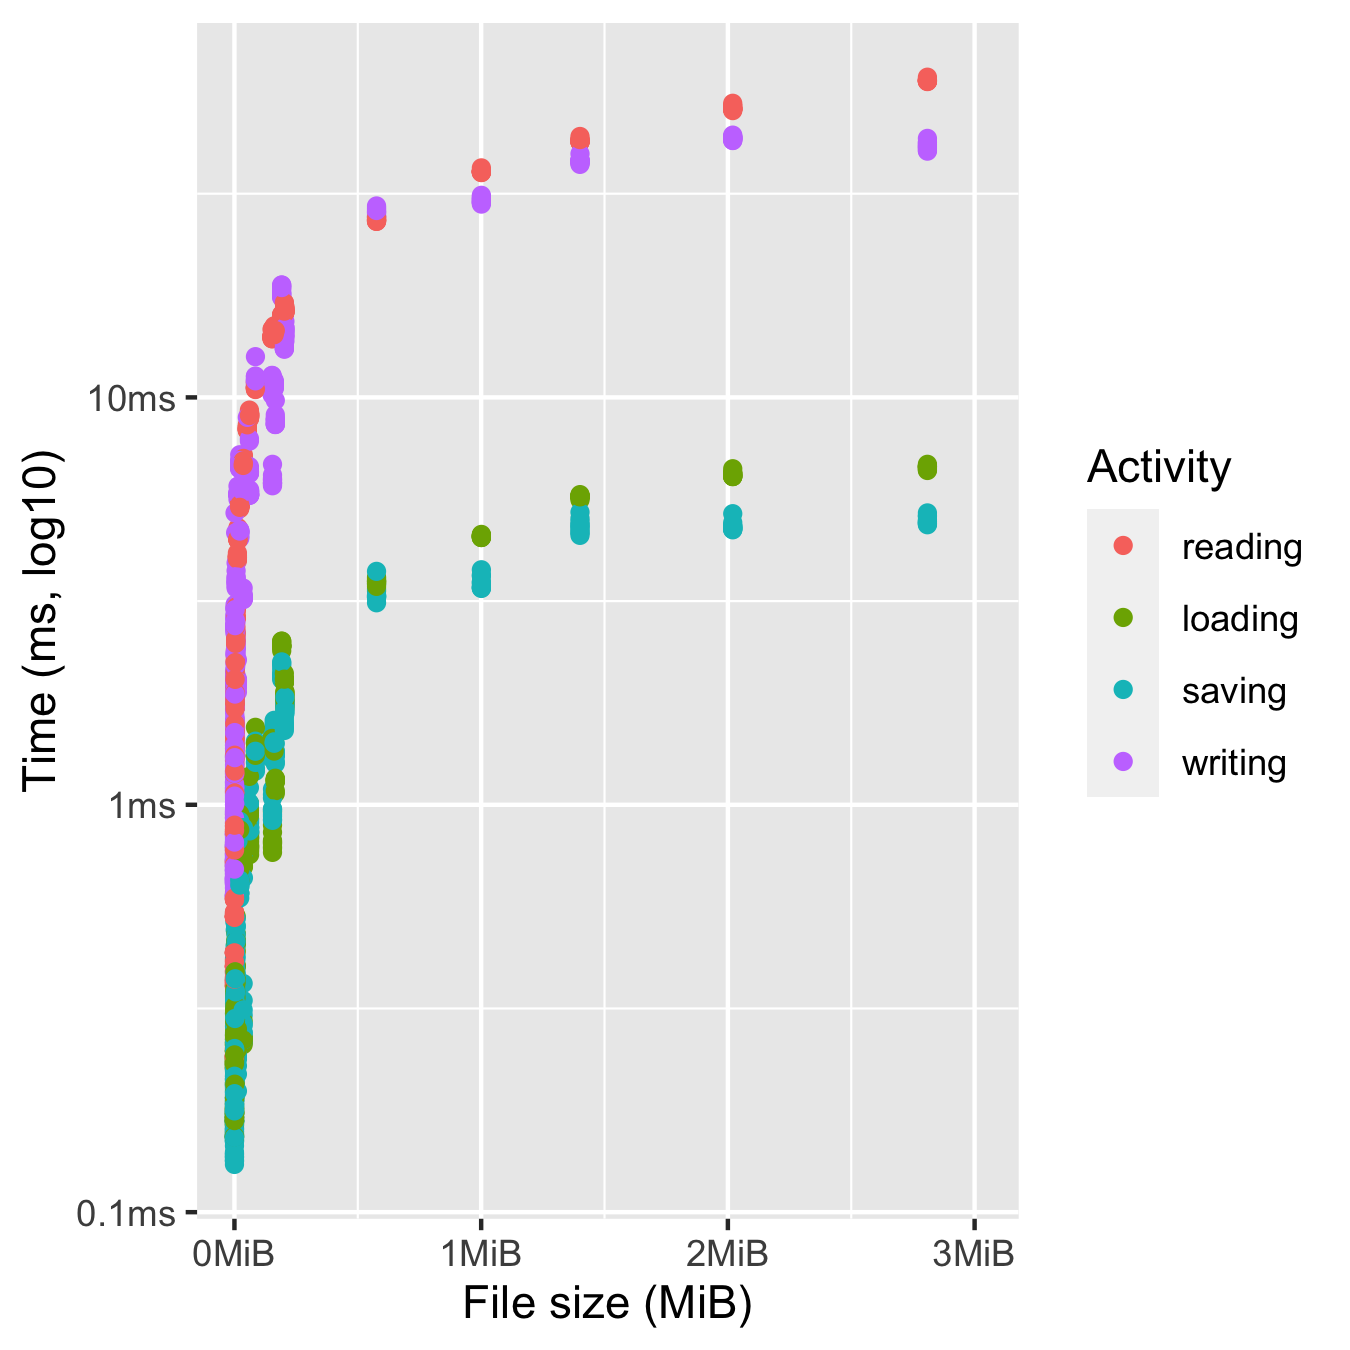 Time (ms, log10)
10ms
1ms
0.1ms
0MiB
1MiB
2MiB
3MiB
File size (MiB)
Activity
reading
loading
saving
writing